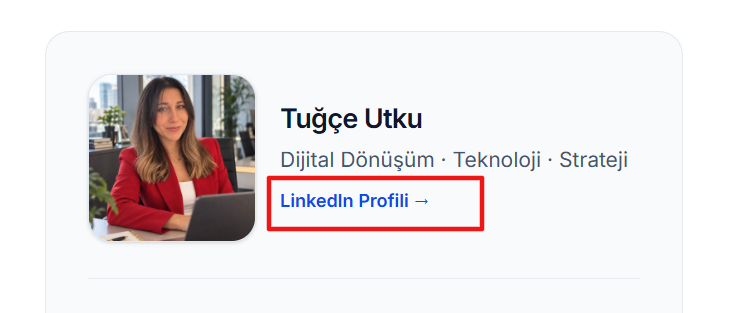 Tuğçe Utku
Dijital Dönüşüm · Teknoloji · Strateji
LinkedIn Profili →